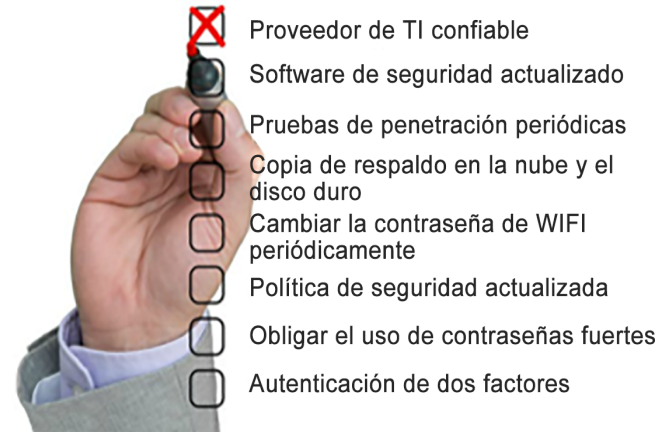 Proveedor de TI confiable
Software de seguridad actualizado
Pruebas de penetración periódicas
Copia de respaldo en la nube y el
disco duro
Cambiar la contraseña de WIFI
periódicamente
Política de seguridad actualizada
Obligar el uso de contraseñas fuertes
Autenticación de dos factores